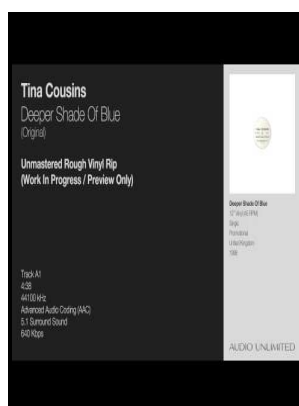 Tina Cousins
Deeper Shade Of Blue
(Original)
Unmastered Rough Vinyl Rip
(Work In Progress / Preview Only)
Track A1
4:38
44100 kHz
Advanced Audio Coding (AAC)
5.1 Surround Sound
640 Kbps
Deeper Shade Of Blue
12" Vinyl (45 RPM)
Single
Promotional
United Kingdom
1999
AUDIO UNLIMITED